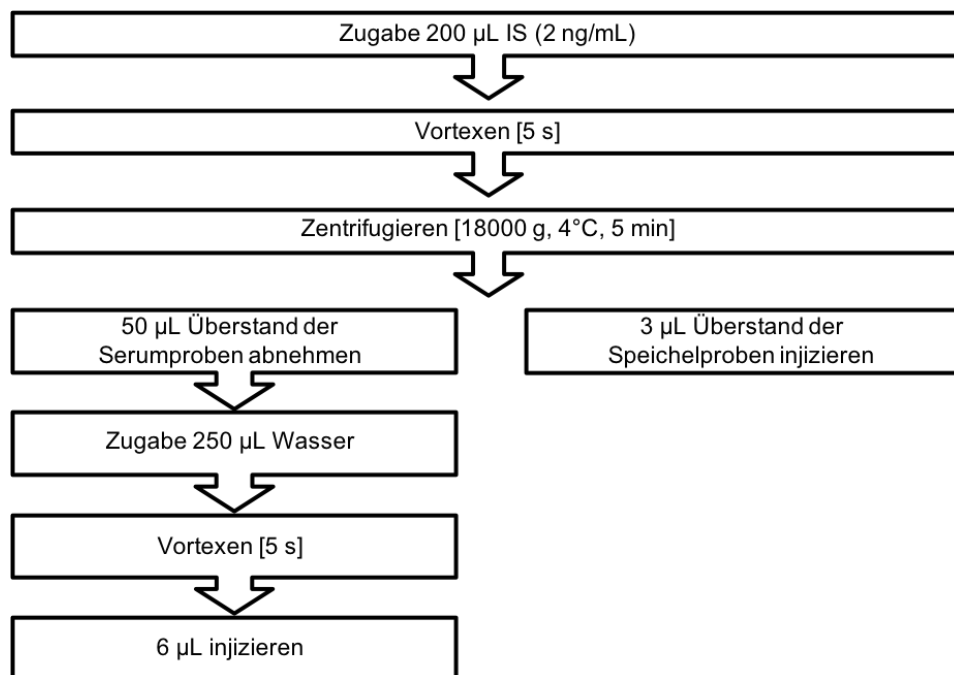 Zugabe 200 µL IS (2 ng/mL)
Vortexen [5 s]
Zentrifugieren [18000 g, 4°C, 5 min]
50 µL Überstand der
Serumproben abnehmen
3 µL Überstand der
Speichelproben injizieren
Zugabe 250 µL Wasser
Vortexen [5 s]
6 µL injizieren